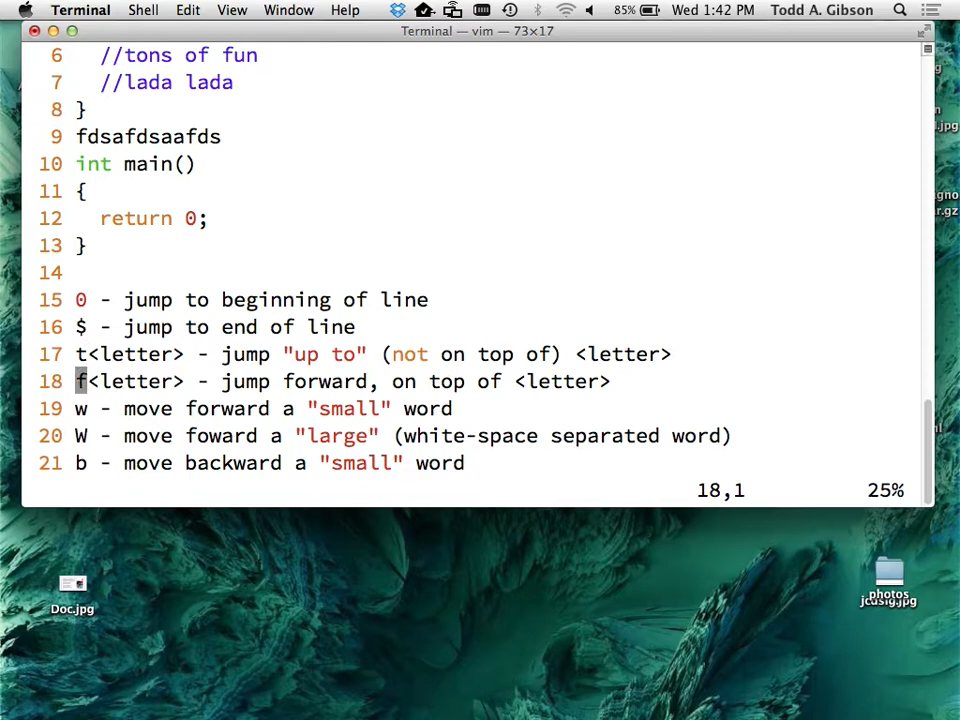 Terminal Shell Edit View Window Help 85% Wed 1:42 PM Todd A. Gibson
Terminal — vim — 73×17
6 //tons of fun
7 //lada lada
8 }
9 fdsafdsaafds
10 int main()
11 {
12 return 0;
13 }
14
15 0 - jump to beginning of line
16 $ - jump to end of line
17 t<letter> - jump "up to" (not on top of) <letter>
18 f<letter> - jump forward, on top of <letter>
19 w - move forward a "small" word
20 W - move foward a "large" (white-space separated word)
21 b - move backward a "small" word
18,1 25%
Doc.jpg
photos
jcdsig.jpg